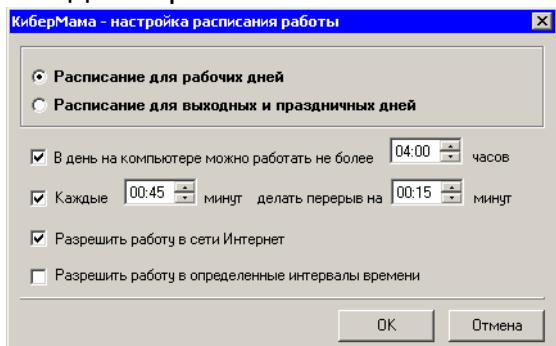 КиберМама - настройка расписания работы
Расписание для рабочих дней
Расписание для выходных и праздничных дней
В день на компьютере можно работать не более 04:00 часов
Каждые 00:45 минут делать перерыв на 00:15 минут
Разрешить работу в сети Интернет
Разрешить работу в определенные интервалы времени
OK Отмена